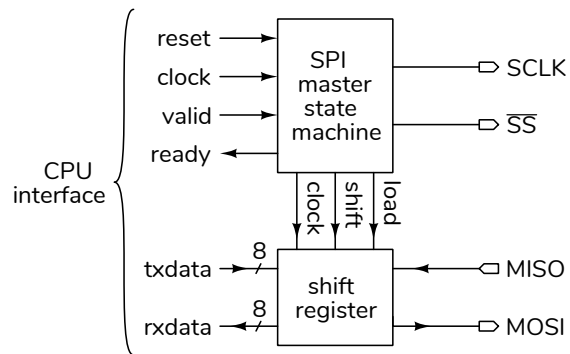 reset
clock
valid
ready
SPI
master
state
machine
SCLK
SS
CPU
interface
clock
shift
load
txdata
8
rxdata
8
shift
register
MISO
MOSI